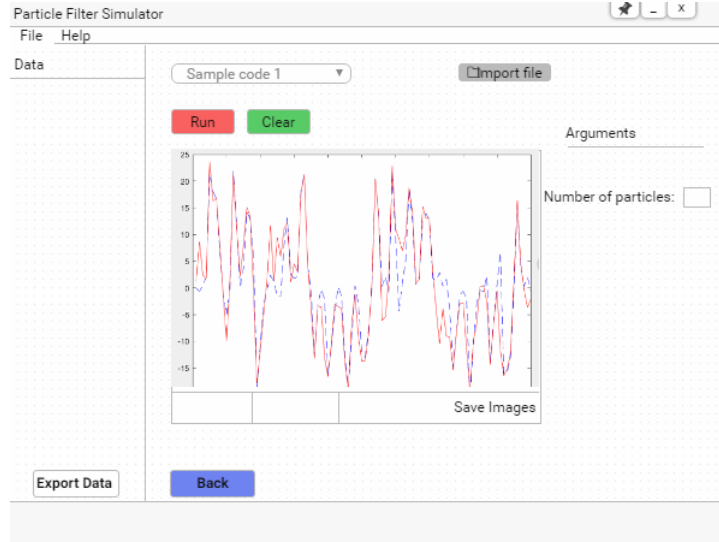 Particle Filter Simulator
_ x
File Help
Data
Sample code 1
Import file
Run Clear
Arguments
Number of particles:
25
20
15
10
5
0
-5
-10
-15
Save Images
Export Data Back